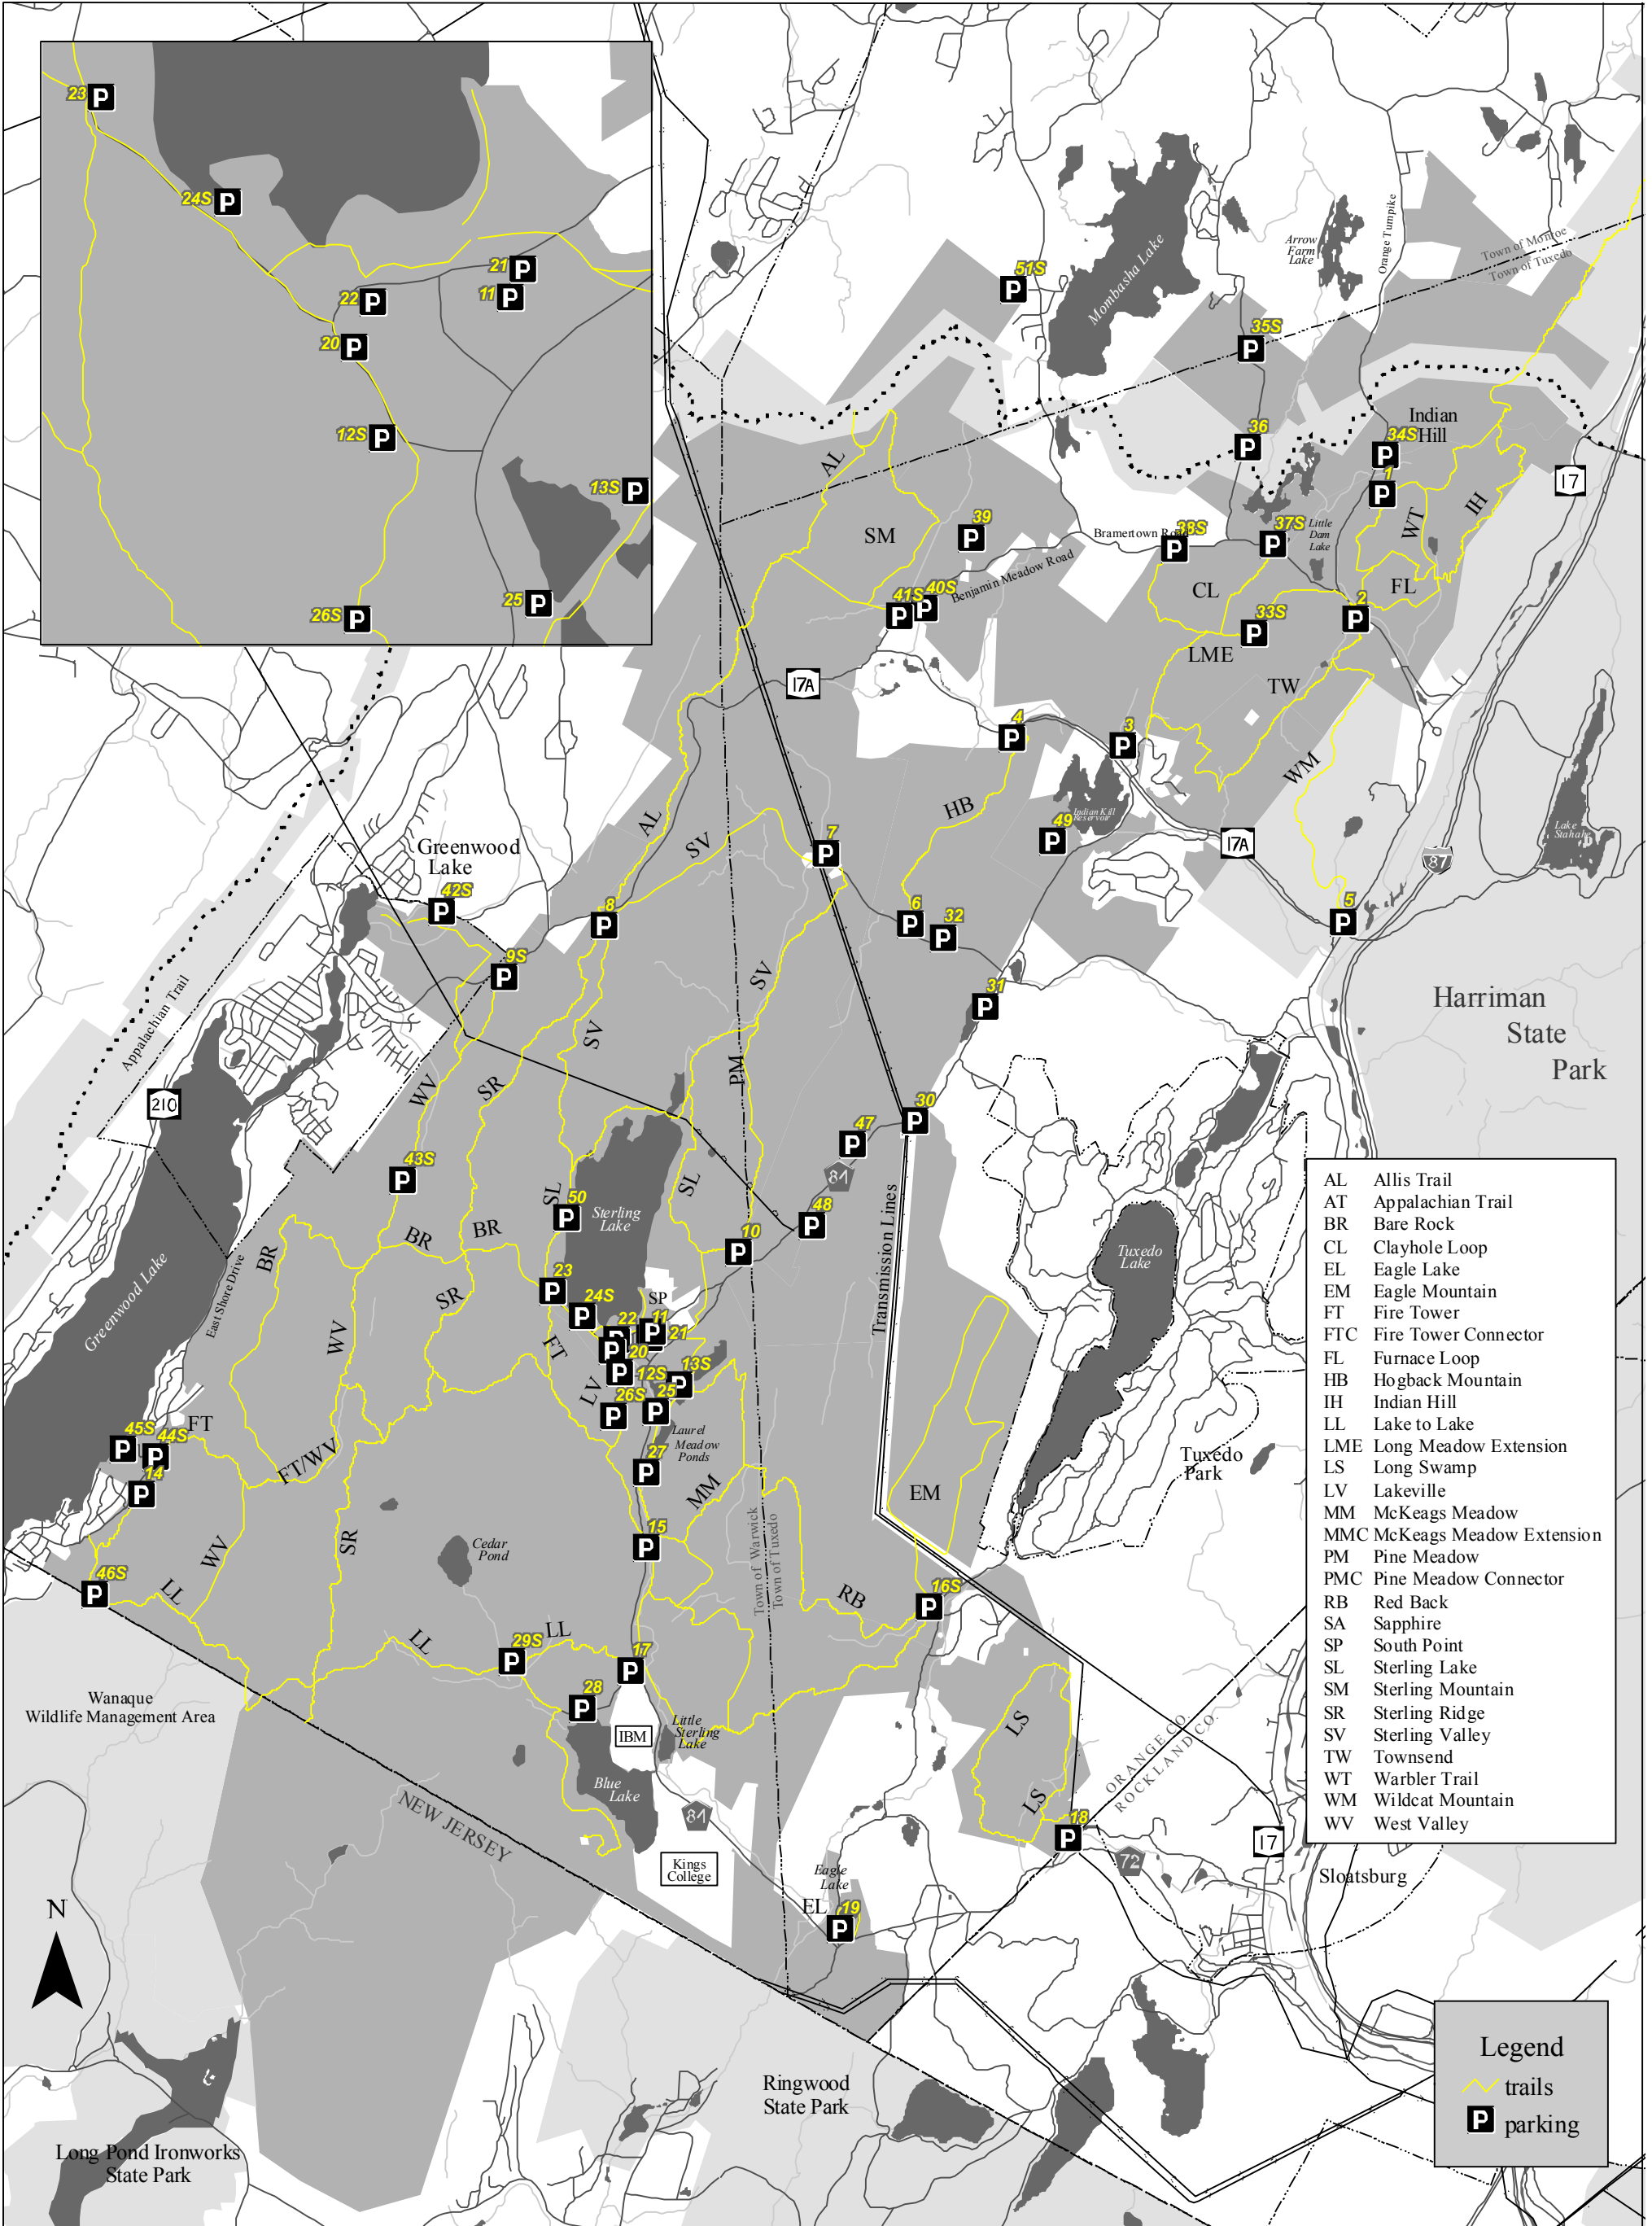 23
24S
21
11
22
20
12S
13S
25
26S
51S
Mombasha Lake
Arrow
Farm
Lake
Orange Turnpike
Town of Monroe
Town of Tuxedo
35S
36
Indian
Hill
34S
1
17
AL
SM
39
Bramertown Road
38S
37S
Little
Dam
Lake
WT
IH
Benjamin Meadow Road
41S
40S
CL
33S
2
FL
LME
17A
TW
4
3
WM
HB
Indian Kill
Reservoir
49
17A
87
Lake
Stahahe
AL
SV
7
Greenwood
Lake
42S
8
6
32
5
9S
SV
31
Appalachian Trail
Harriman
State
Park
SV
PM
210
WV
SR
30
47
84
43S
SL
50
Sterling
Lake
SL
48
BR
BR
BR
10
Transmission Lines
Tuxedo
Lake
Greenwood Lake
East Shore Drive
23
24S
SP
SR
22
11
21
WV
FT
20
12S
13S
LV
26S
25
FT
45S
44S
Laurel
Meadow
Ponds
14
FT/WV
27
MM
Tuxedo
Park
EM
15
SR
WV
Cedar
Pond
Town of Warwick
Town of Tuxedo
46S
LL
RB
16S
LL
LL
29S
17
28
Wanaque
Wildlife Management Area
IBM
Little
Sterling
Lake
LS
Blue
Lake
84
LS
ORANGE CO.
ROCKLAND CO.
NEW JERSEY
18
17
72
Kings
College
Eagle
Lake
Sloatsburg
EL
19
N
AL Allis Trail
AT Appalachian Trail
BR Bare Rock
CL Clayhole Loop
EL Eagle Lake
EM Eagle Mountain
FT Fire Tower
FTC Fire Tower Connector
FL Furnace Loop
HB Hogback Mountain
IH Indian Hill
LL Lake to Lake
LME Long Meadow Extension
LS Long Swamp
LV Lakeville
MM McKeags Meadow
MMC McKeags Meadow Extension
PM Pine Meadow
PMC Pine Meadow Connector
RB Red Back
SA Sapphire
SP South Point
SL Sterling Lake
SM Sterling Mountain
SR Sterling Ridge
SV Sterling Valley
TW Townsend
WT Warbler Trail
WM Wildcat Mountain
WV West Valley
Ringwood
State Park
Long Pond Ironworks
State Park
Legend
trails
P parking